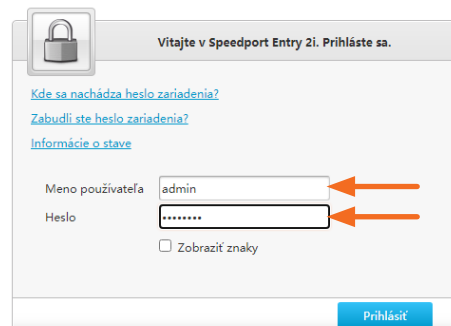 Vitajte v Speedport Entry 2i. Prihláste sa.
Kde sa nachádza heslo zariadenia?
Zabudli ste heslo zariadenia?
Informácie o stave
Meno používateľa admin
Heslo ••••••••
Zobraziť znaky
Prihlásiť